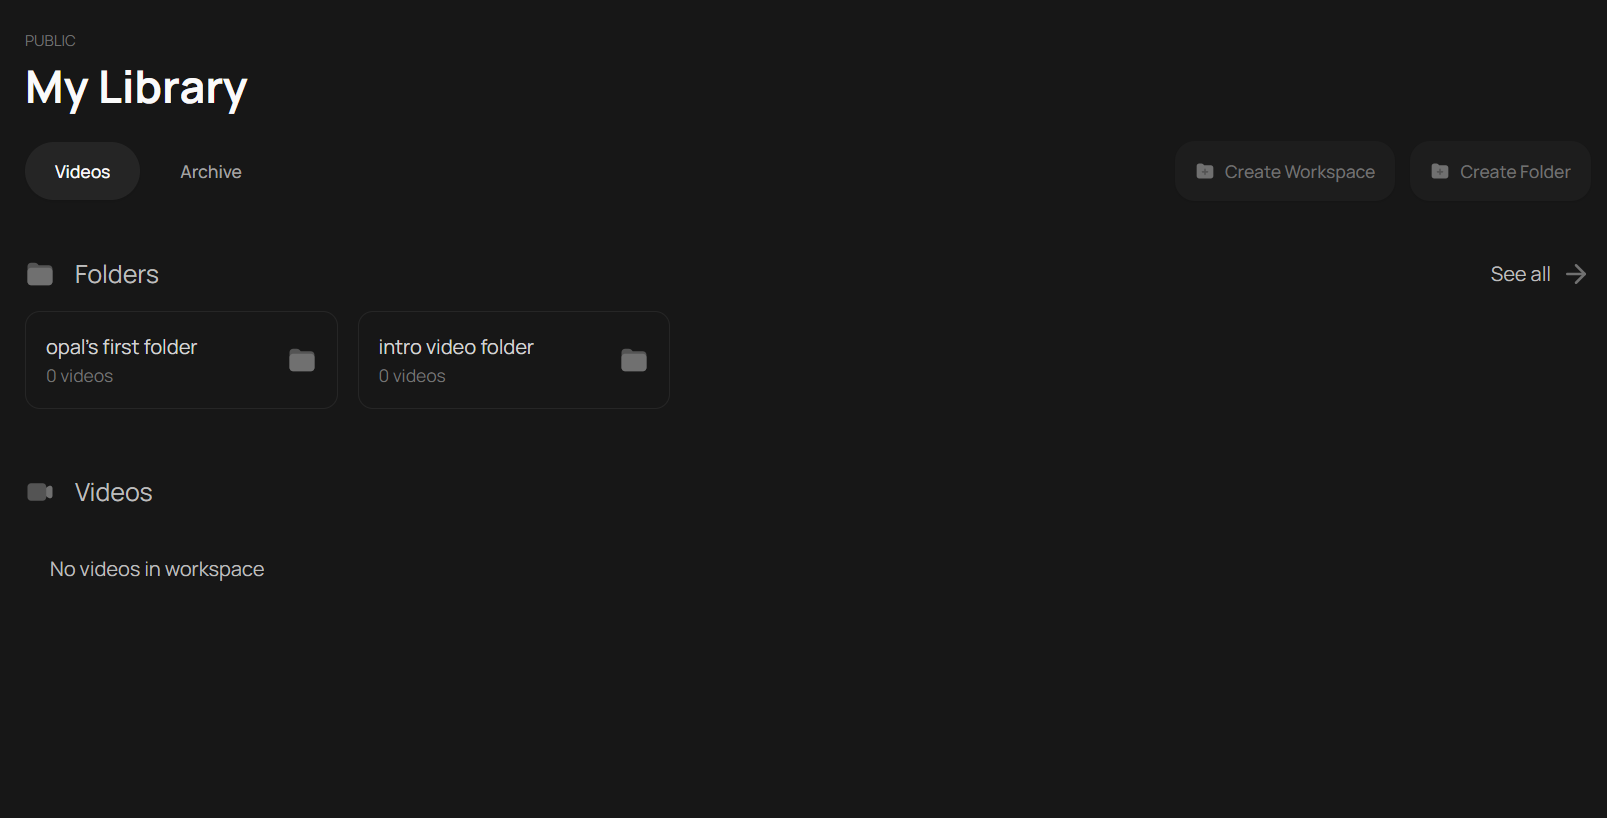 PUBLIC
My Library
Videos
Archive
Create Workspace
Create Folder
Folders
See all
opal's first folder
0 videos
intro video folder
0 videos
Videos
No videos in workspace